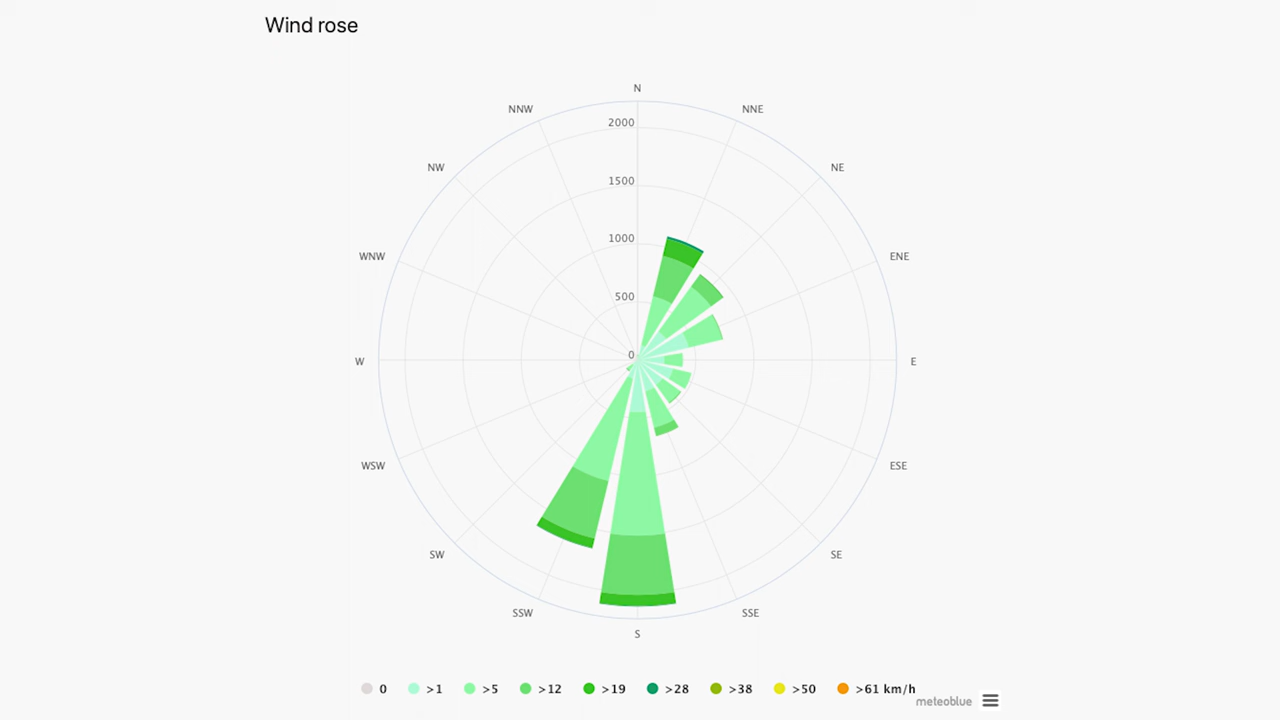 Wind rose
N
NNW
NNE
2000
NW
NE
1500
1000
WNW
ENE
500
0
W
E
WSW
ESE
SW
SE
SSW
SSE
S
0 >1 >5 >12 >19 >28 >38 >50 >61 km/h
meteoblue